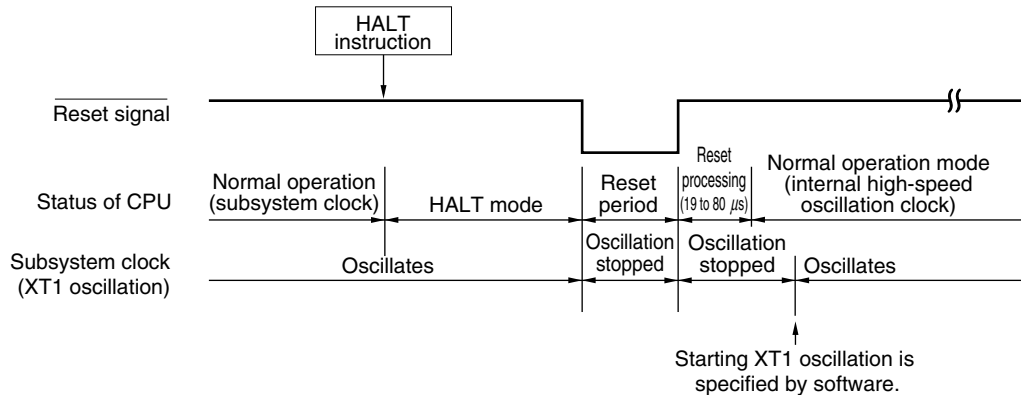 HALT
instruction
Reset signal
Status of CPU
Normal operation
(subsystem clock)
HALT mode
Reset
period
Reset
processing
(19 to 80 μs)
Normal operation mode
(internal high-speed
oscillation clock)
Subsystem clock
(XT1 oscillation)
Oscillates
Oscillation
stopped
Oscillation
stopped
Oscillates
Starting XT1 oscillation is
specified by software.